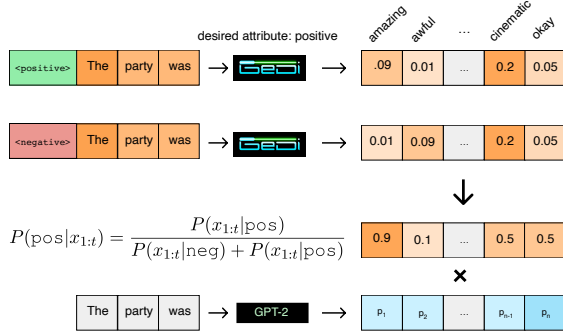 desired attribute: positive
amazing awful ... cinematic okay
<positive> The party was → GeDi → .09 0.01 ... 0.2 0.05
<negative> The party was → GeDi → 0.01 0.09 ... 0.2 0.05
P(pos|x1:t) = P(x1:t|pos) / P(x1:t|neg) + P(x1:t|pos)
0.9 0.1 ... 0.5 0.5
×
The party was → GPT-2 → p1 p2 ... pn-1 pn